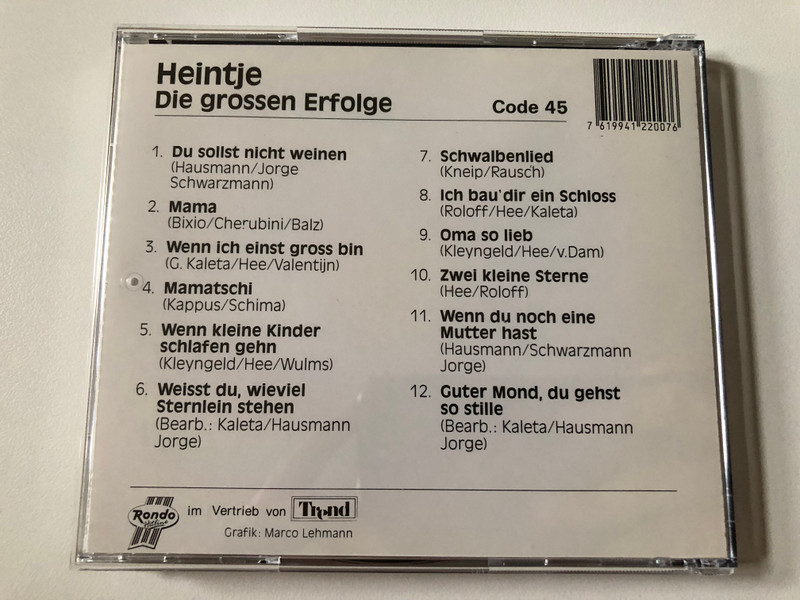 Heintje
Die grossen Erfolge
Code 45
7 619941 220076
1. Du sollst nicht weinen
(Hausmann/Jorge
Schwarzmann)
2. Mama
(Bixio/Cherubini/Balz)
3. Wenn ich einst gross bin
(G. Kaleta/Hee/Valentijn)
4. Mamatschi
(Kappus/Schima)
5. Wenn kleine Kinder
schlafen gehn
(Kleyngeld/Hee/Wulms)
6. Weisst du, wieviel
Sternlein stehen
(Bearb.: Kaleta/Hausmann
Jorge)
7. Schwalbenlied
(Kneip/Rausch)
8. Ich bau'dir ein Schloss
(Roloff/Hee/Kaleta)
9. Oma so lieb
(Kleyngeld/Hee/v.Dam)
10. Zwei kleine Sterne
(Hee/Roloff)
11. Wenn du noch eine
Mutter hast
(Hausmann/Schwarzmann
Jorge)
12. Guter Mond, du gehst
so stille
(Bearb.: Kaleta/Hausmann
Jorge)
Rondo
im Vertrieb von Trend
Grafik: Marco Lehmann